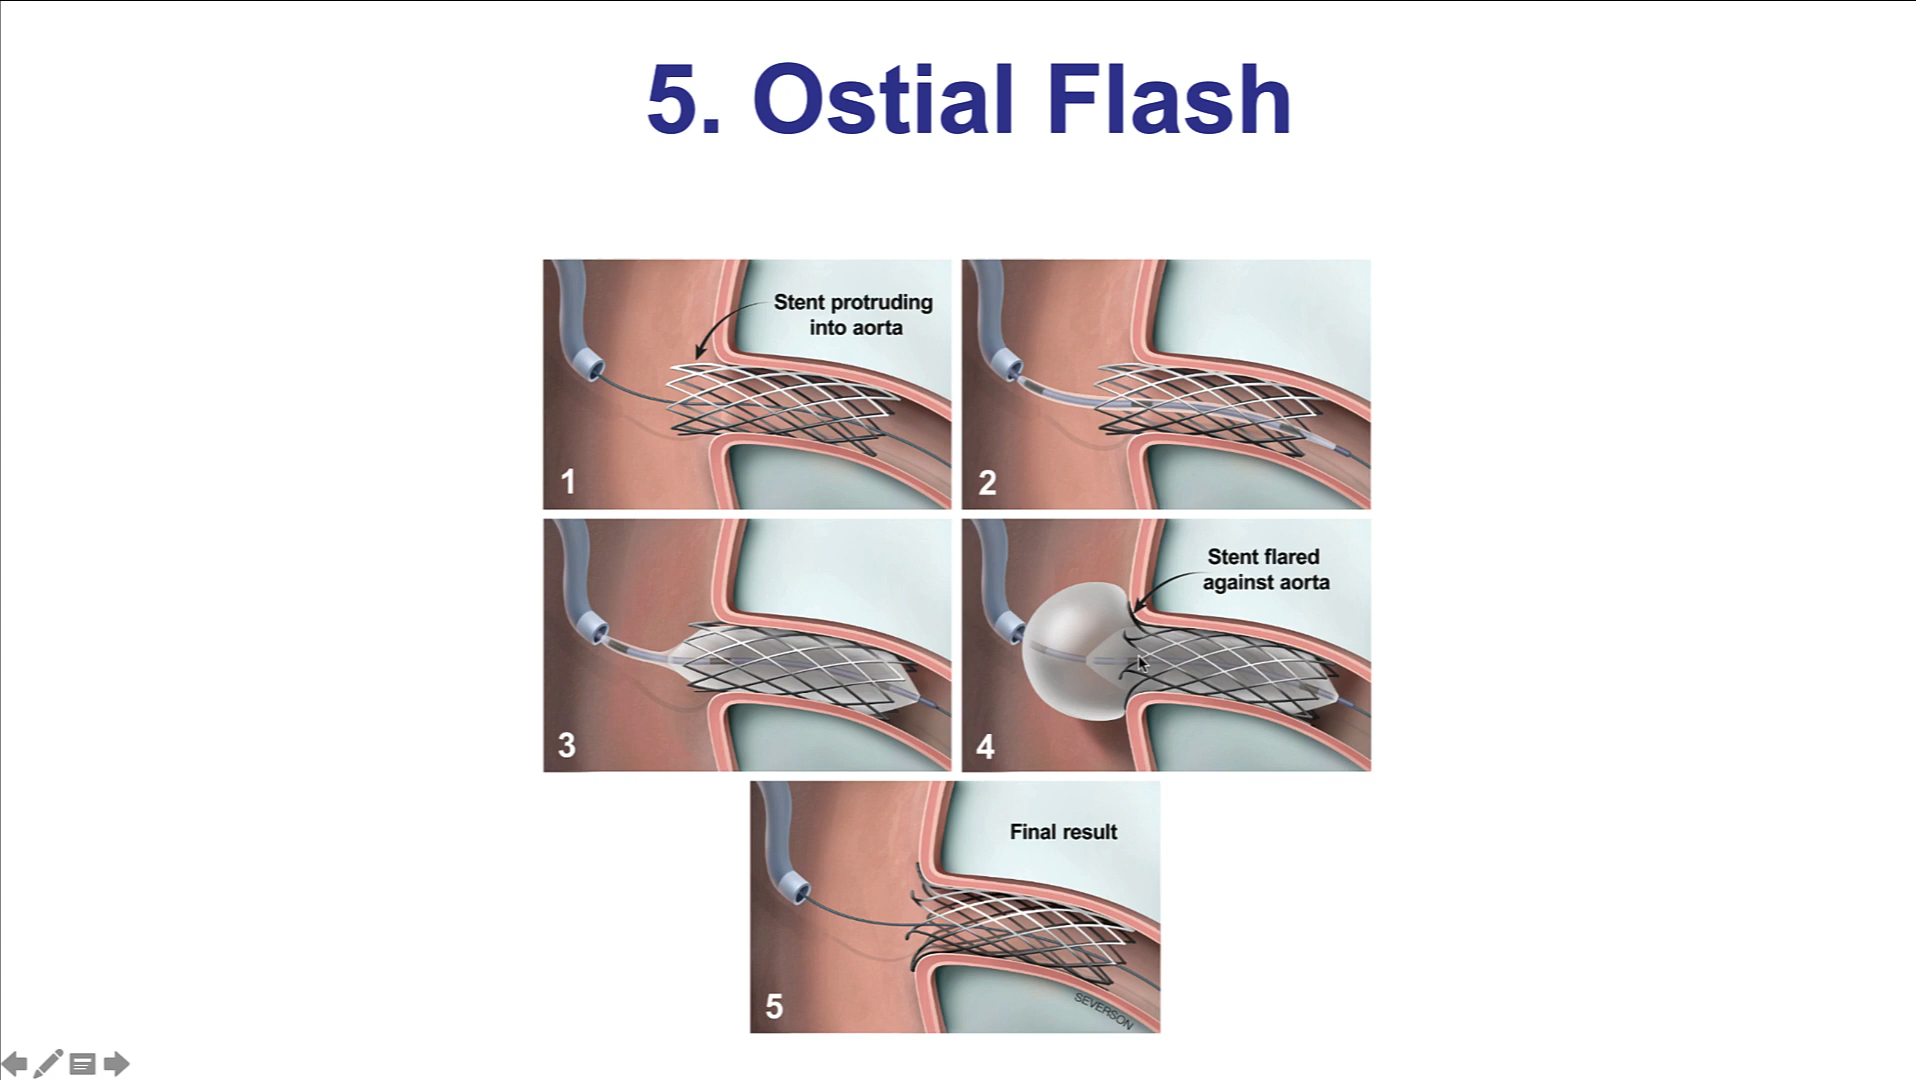 5. Ostial Flash
Stent protruding
into aorta
1
2
Stent flared
against aorta
3
4
Final result
5
SEVERSON